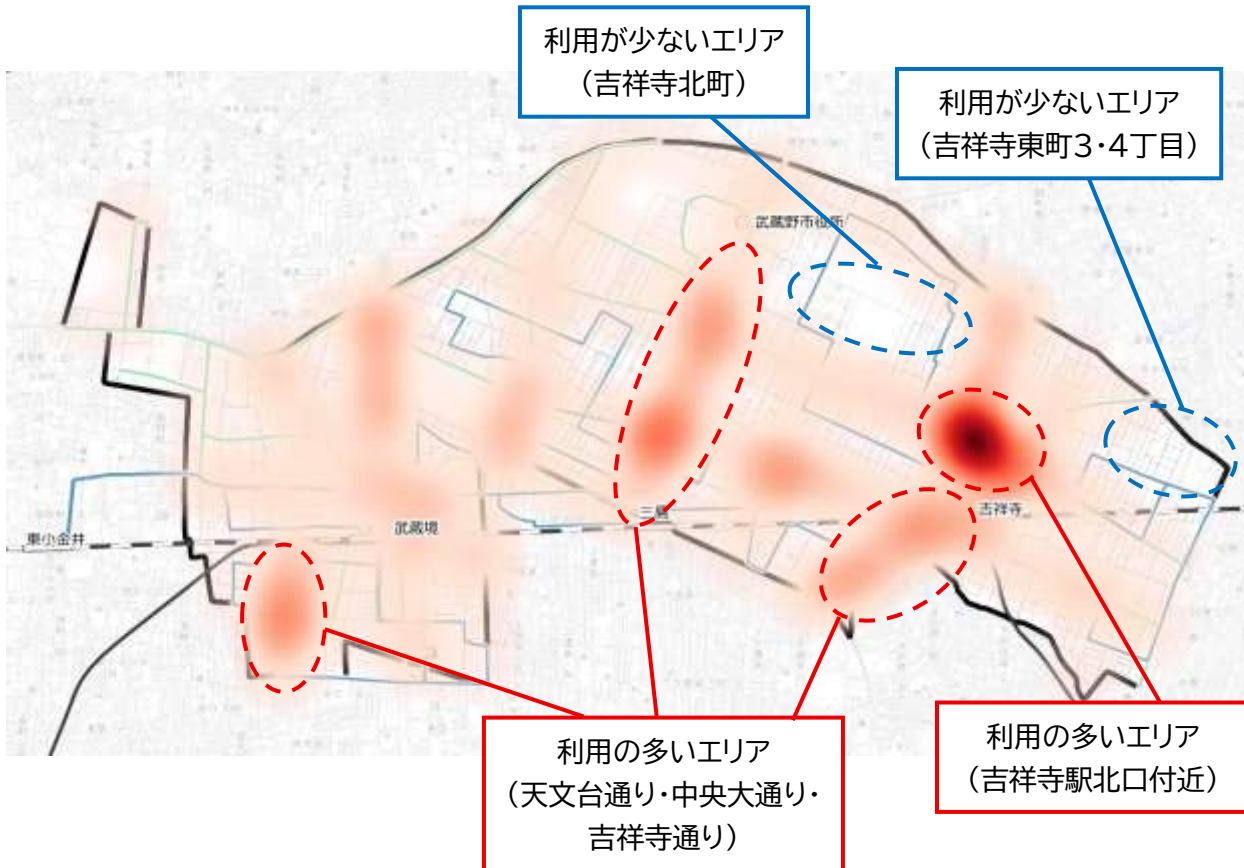 利用が少ないエリア
（吉祥寺北町）
利用が少ないエリア
（吉祥寺東町3・4丁目）
武蔵野市役所
三鷹
吉祥寺
武蔵境
東小金井
利用の多いエリア
（天文台通り・中央大通り・
吉祥寺通り）
利用の多いエリア
（吉祥寺駅北口付近）